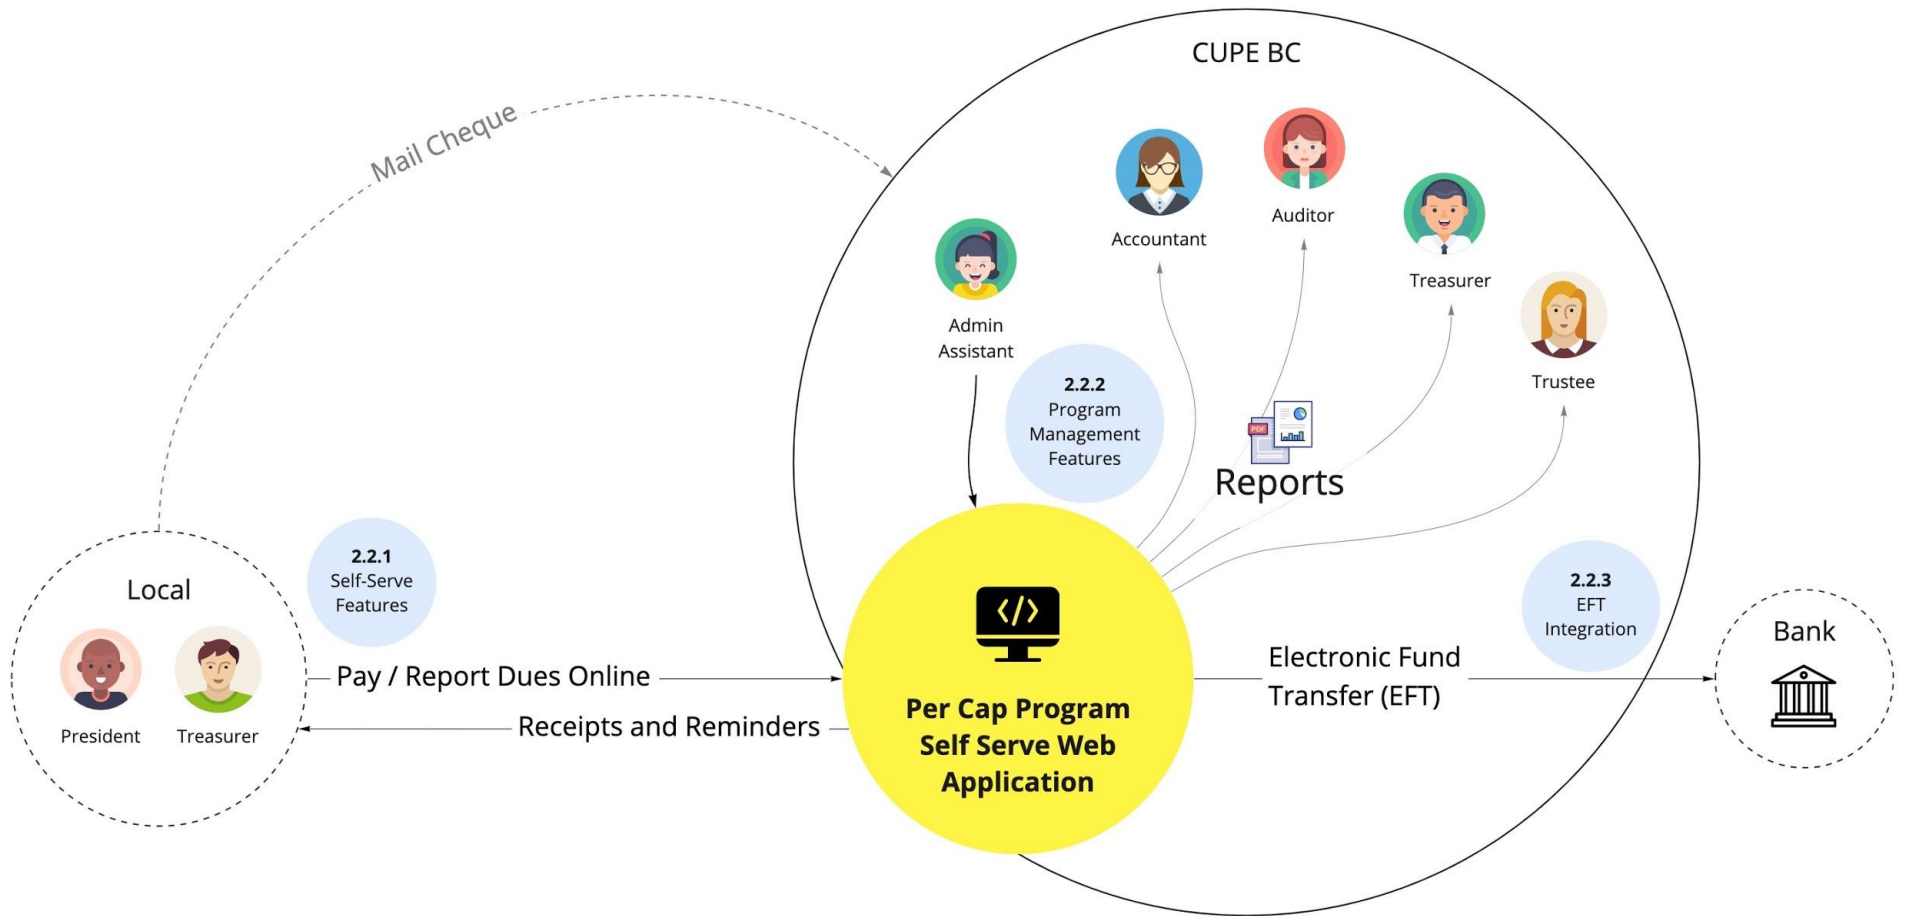 CUPE BC
Mail Cheque
Auditor
Accountant
Treasurer
Trustee
Admin
Assistant
2.2.2
Program
Management
Features
PDF
Reports
2.2.1
Self-Serve
Features
Local
President
Treasurer
Pay / Report Dues Online
Receipts and Reminders
Per Cap Program
Self Serve Web
Application
Electronic Fund
Transfer (EFT)
2.2.3
EFT
Integration
Bank